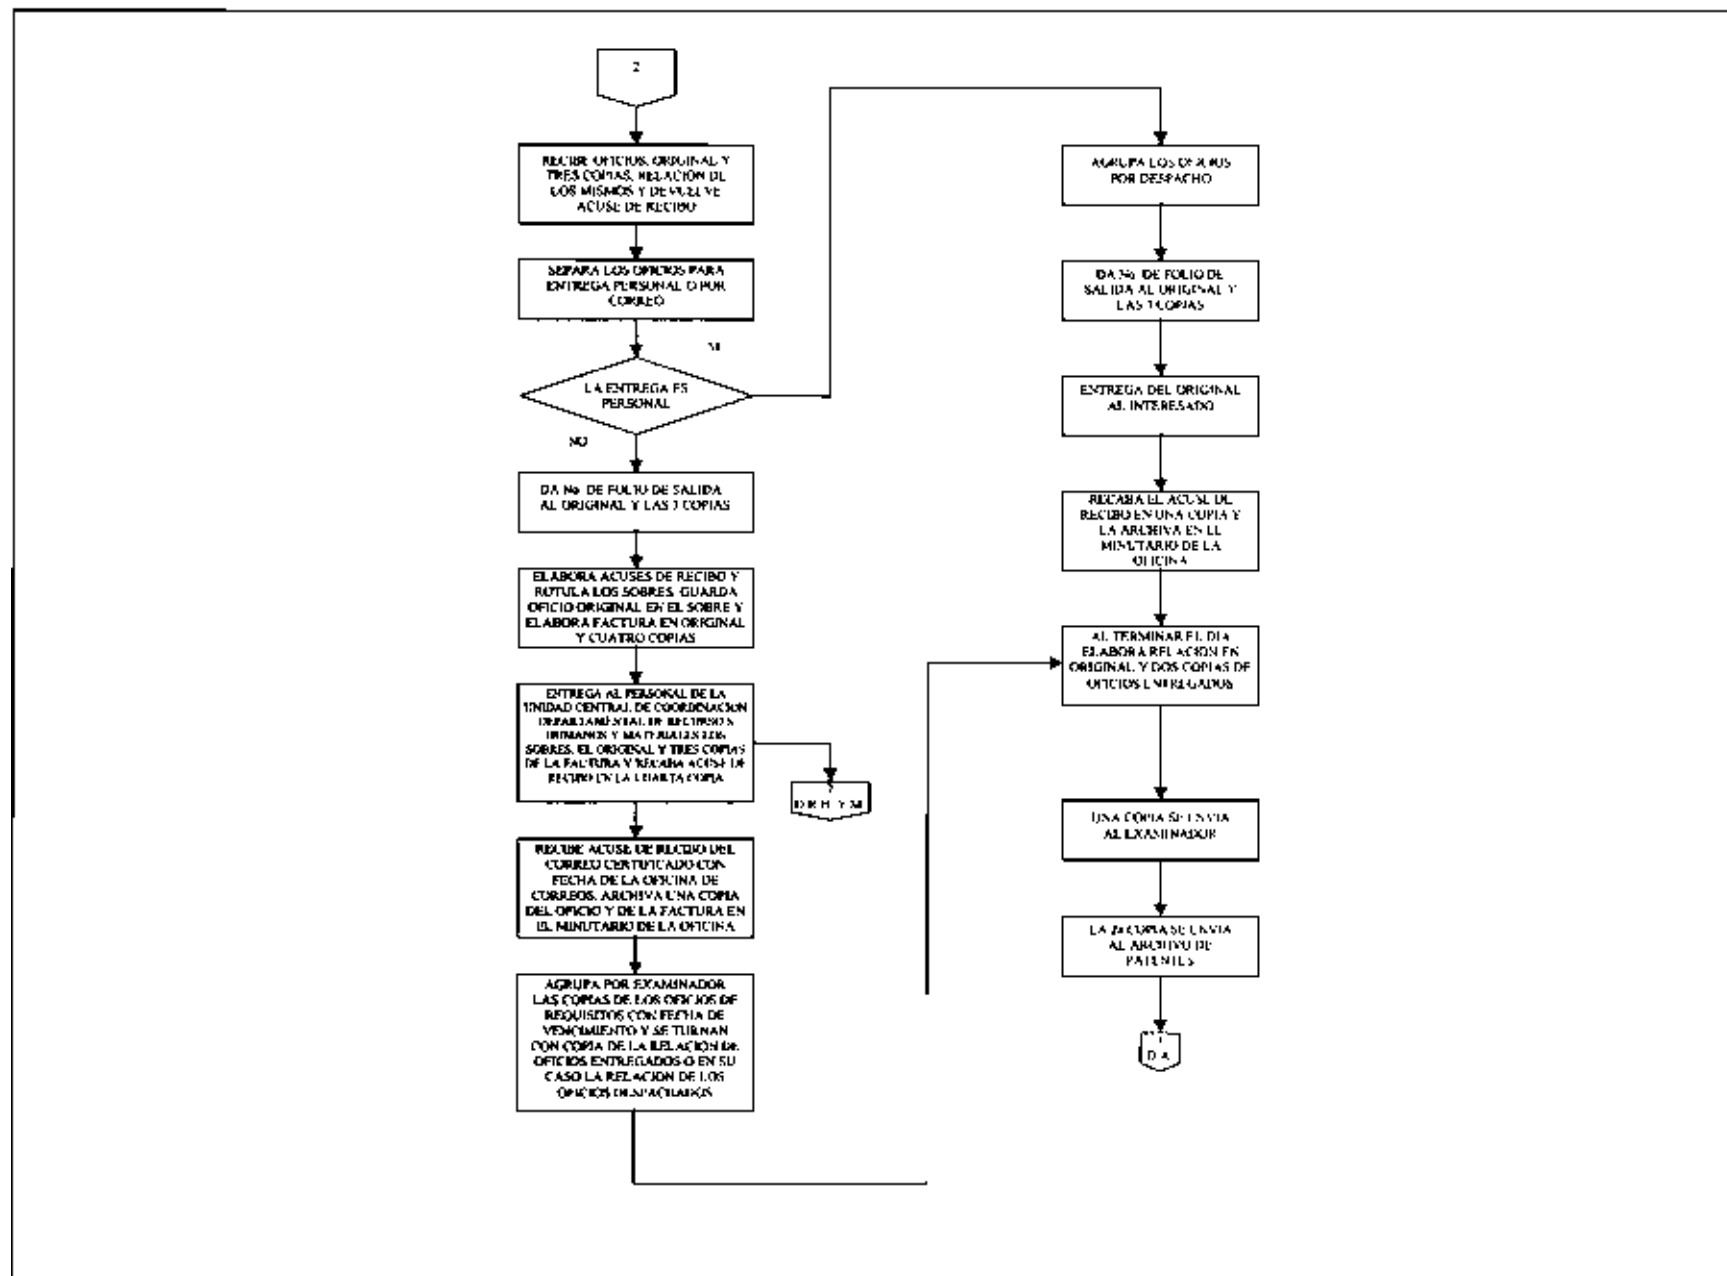 2
RECIBE OFICIOS, ORIGINAL Y
TRES COPIAS, RELACIÓN DE
LOS MISMOS Y DEVUELVE
ACUSE DE RECIBO
SEPARA LOS OFICIOS PARA
ENTREGA PERSONAL O POR
CORREO
LA ENTREGA ES
PERSONAL
NO
DA No. DE FOLIO DE SALIDA
AL ORIGINAL Y LAS 3 COPIAS
ELABORA ACUSES DE RECIBO Y
ROTULA LOS SOBRES, GUARDA
OFICIO ORIGINAL EN EL SOBRE Y
ELABORA FACTURA EN ORIGINAL
Y CUATRO COPIAS
ENTREGA AL PERSONAL DE LA
UNIDAD CENTRAL DE COORDINACION
DEPARTAMENTAL DE RECURSOS
HUMANOS Y MATERIALES LOS
SOBRES, EL ORIGINAL Y TRES COPIAS
DE LA FACTURA Y RECABA ACUSE DE
RECIBO EN LA CUARTA COPIA
D R H Y M
RECIBE ACUSE DE RECIBO DEL
CORREO CERTIFICADO CON
FECHA DE LA OFICINA DE
CORREOS, ARCHIVA UNA COPIA
DEL OFICIO Y DE LA FACTURA EN
EL MINUTARIO DE LA OFICINA
AGRUPA POR EXAMINADOR
LAS COPIAS DE LOS OFICIOS DE
REQUISITOS CON FECHA DE
VENCIMIENTO Y SE TURNAN
CON COPIA DE LA RELACION DE
OFICIOS ENTREGADOS O EN SU
CASO LA RELACION DE LOS
OFICIOS DESPACHADOS
AGRUPA LOS OFICIOS
POR DESPACHO
DA No. DE FOLIO DE
SALIDA AL ORIGINAL Y
LAS 3 COPIAS
ENTREGA DEL ORIGINAL
AL INTERESADO
RECABA EL ACUSE DE
RECIBO EN UNA COPIA Y
LA ARCHIVA EN EL
MINUTARIO DE LA
OFICINA
AL TERMINAR EL DIA
ELABORA RELACION EN
ORIGINAL Y DOS COPIAS DE
OFICIOS ENTREGADOS
UNA COPIA SE ENVIA
AL EXAMINADOR
LA 2a COPIA SE ENVIA
AL ARCHIVO DE
PATENTES
D A